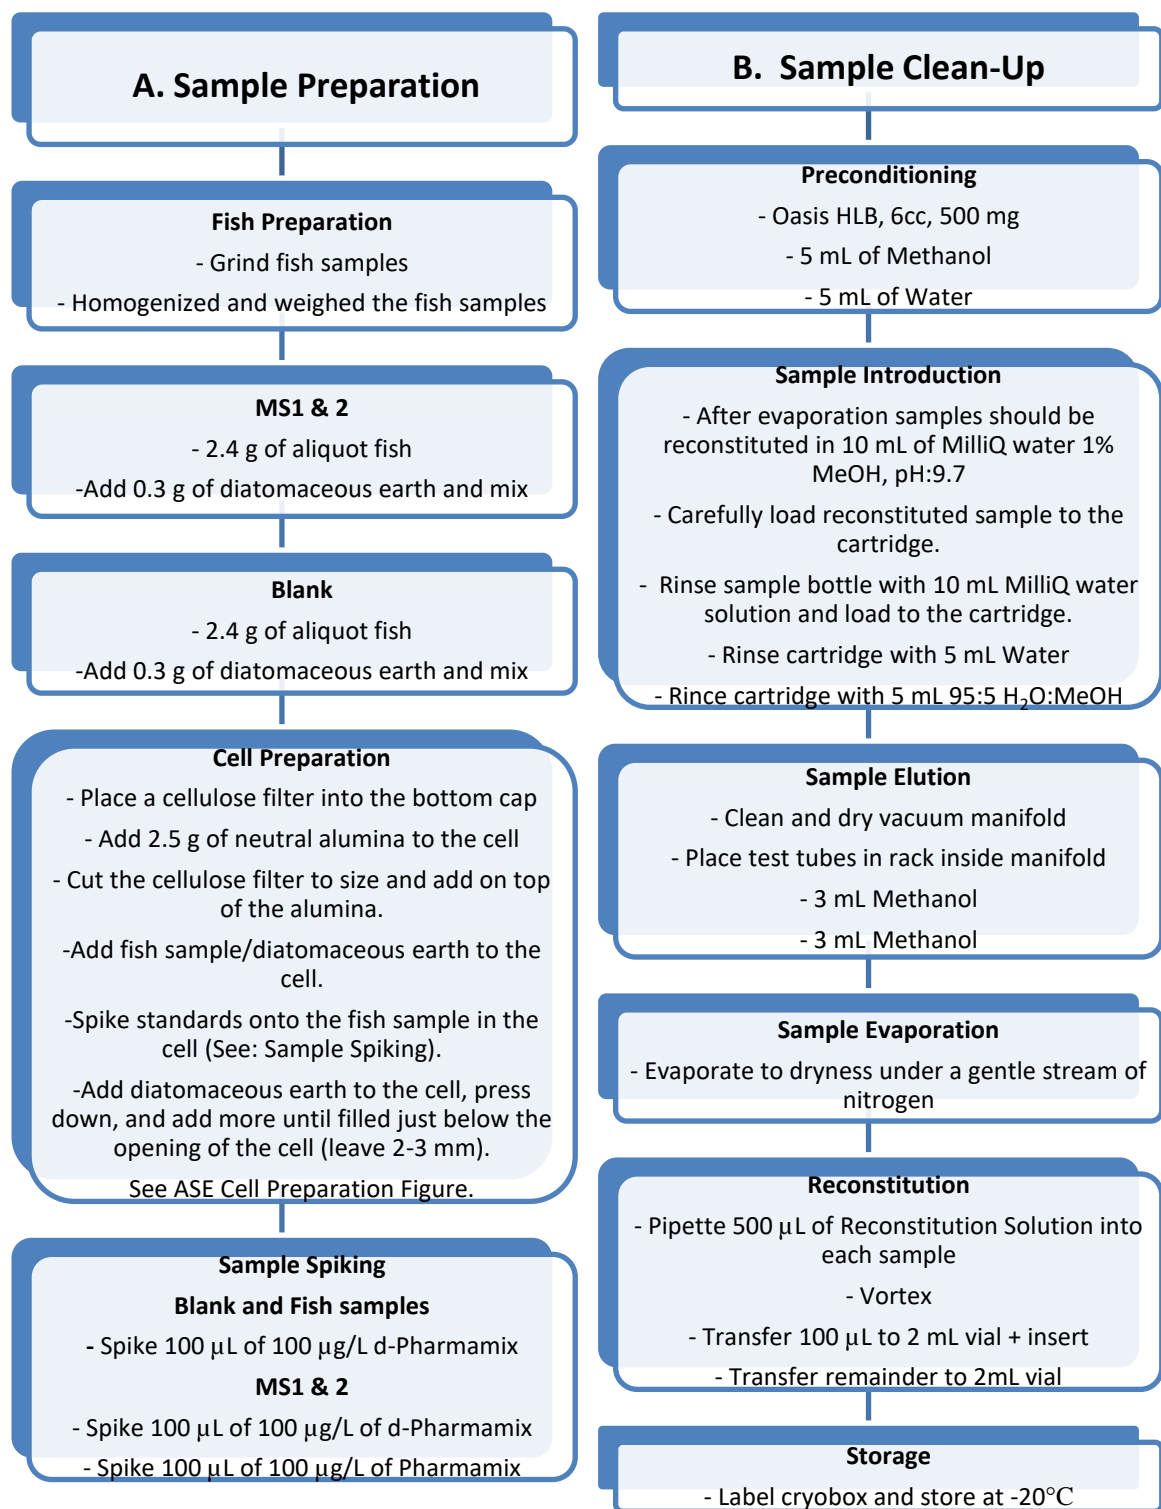 A. Sample Preparation
Fish Preparation
- Grind fish samples
- Homogenized and weighed the fish samples
MS1 & 2
- 2.4 g of aliquot fish
-Add 0.3 g of diatomaceous earth and mix
Blank
- 2.4 g of aliquot fish
-Add 0.3 g of diatomaceous earth and mix
Cell Preparation
- Place a cellulose filter into the bottom cap
- Add 2.5 g of neutral alumina to the cell
- Cut the cellulose filter to size and add on top
of the alumina.
-Add fish sample/diatomaceous earth to the
cell.
-Spike standards onto the fish sample in the
cell (See: Sample Spiking).
-Add diatomaceous earth to the cell, press
down, and add more until filled just below the
opening of the cell (leave 2-3 mm).
See ASE Cell Preparation Figure.
Sample Spiking
Blank and Fish samples
- Spike 100 µL of 100 µg/L d-Pharmamix
MS1 & 2
- Spike 100 µL of 100 µg/L of d-Pharmamix
- Spike 100 µL of 100 µg/L of Pharmamix
B. Sample Clean-Up
Preconditioning
- Oasis HLB, 6cc, 500 mg
- 5 mL of Methanol
- 5 mL of Water
Sample Introduction
- After evaporation samples should be
reconstituted in 10 mL of MilliQ water 1%
MeOH, pH:9.7
- Carefully load reconstituted sample to the
cartridge.
- Rinse sample bottle with 10 mL MilliQ water
solution and load to the cartridge.
- Rinse cartridge with 5 mL Water
- Rince cartridge with 5 mL 95:5 H₂O:MeOH
Sample Elution
- Clean and dry vacuum manifold
- Place test tubes in rack inside manifold
- 3 mL Methanol
- 3 mL Methanol
Sample Evaporation
- Evaporate to dryness under a gentle stream of
nitrogen
Reconstitution
- Pipette 500 µL of Reconstitution Solution into
each sample
- Vortex
- Transfer 100 µL to 2 mL vial + insert
- Transfer remainder to 2mL vial
Storage
- Label cryobox and store at -20°C